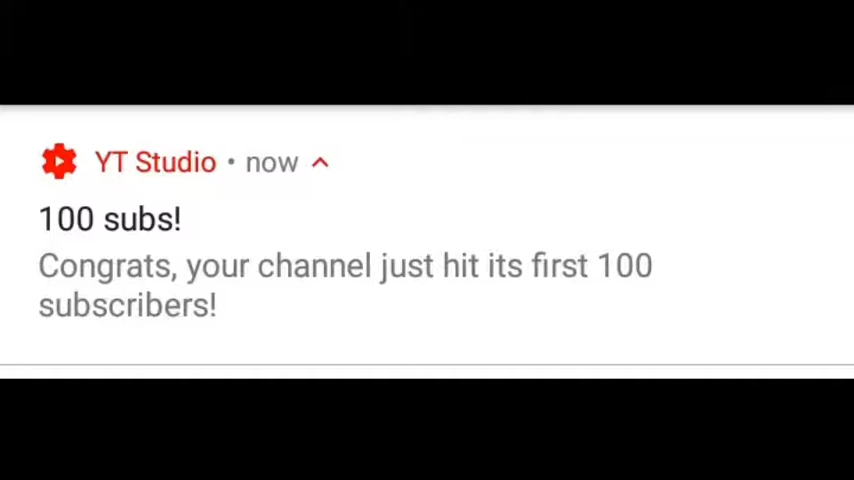 YT Studio • now
100 subs!
Congrats, your channel just hit its first 100
subscribers!